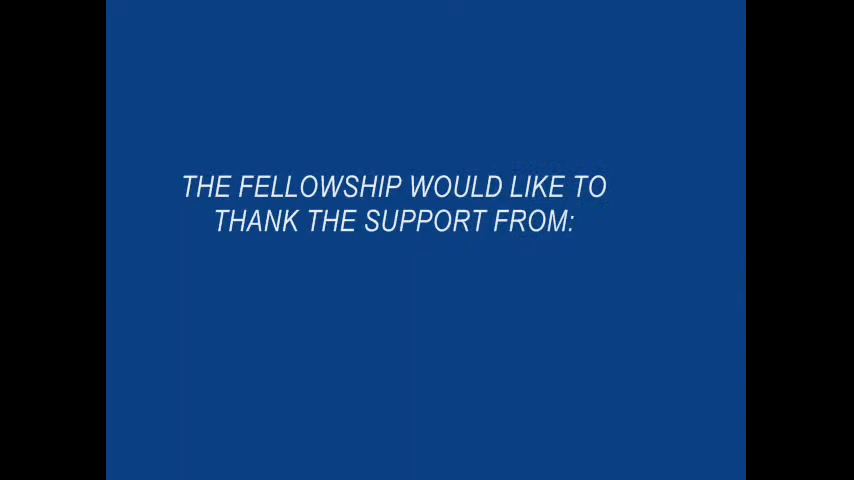 THE FELLOWSHIP WOULD LIKE TO
THANK THE SUPPORT FROM: